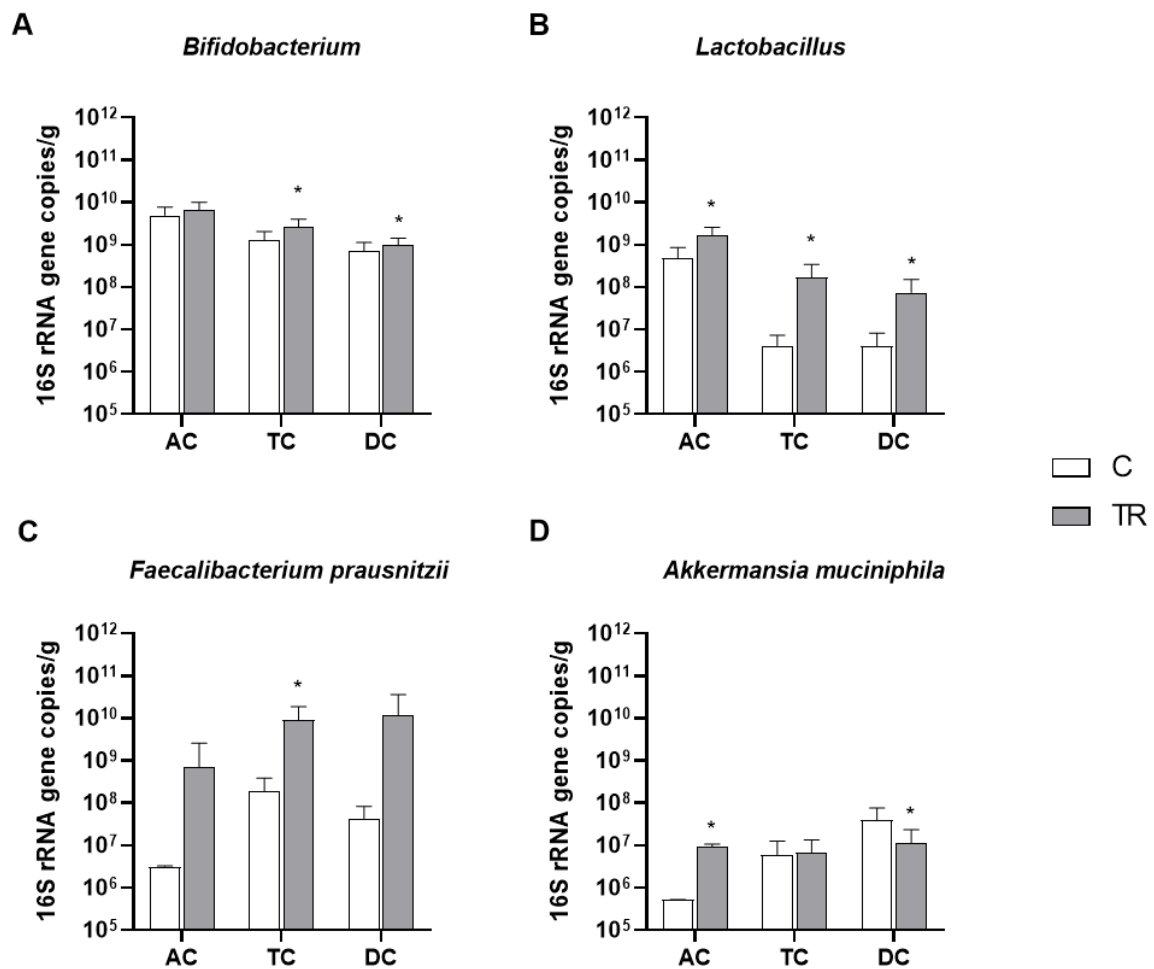 A
Bifidobacterium
16S rRNA gene copies/g
10¹²
10¹¹
10¹⁰
10⁹
10⁸
10⁷
10⁶
10⁵
*
*
AC TC DC
B
Lactobacillus
16S rRNA gene copies/g
10¹²
10¹¹
10¹⁰
10⁹
10⁸
10⁷
10⁶
10⁵
*
*
*
AC TC DC
C
TR
C
Faecalibacterium prausnitzii
16S rRNA gene copies/g
10¹²
10¹¹
10¹⁰
10⁹
10⁸
10⁷
10⁶
10⁵
*
AC TC DC
D
Akkermansia muciniphila
16S rRNA gene copies/g
10¹²
10¹¹
10¹⁰
10⁹
10⁸
10⁷
10⁶
10⁵
*
*
AC TC DC